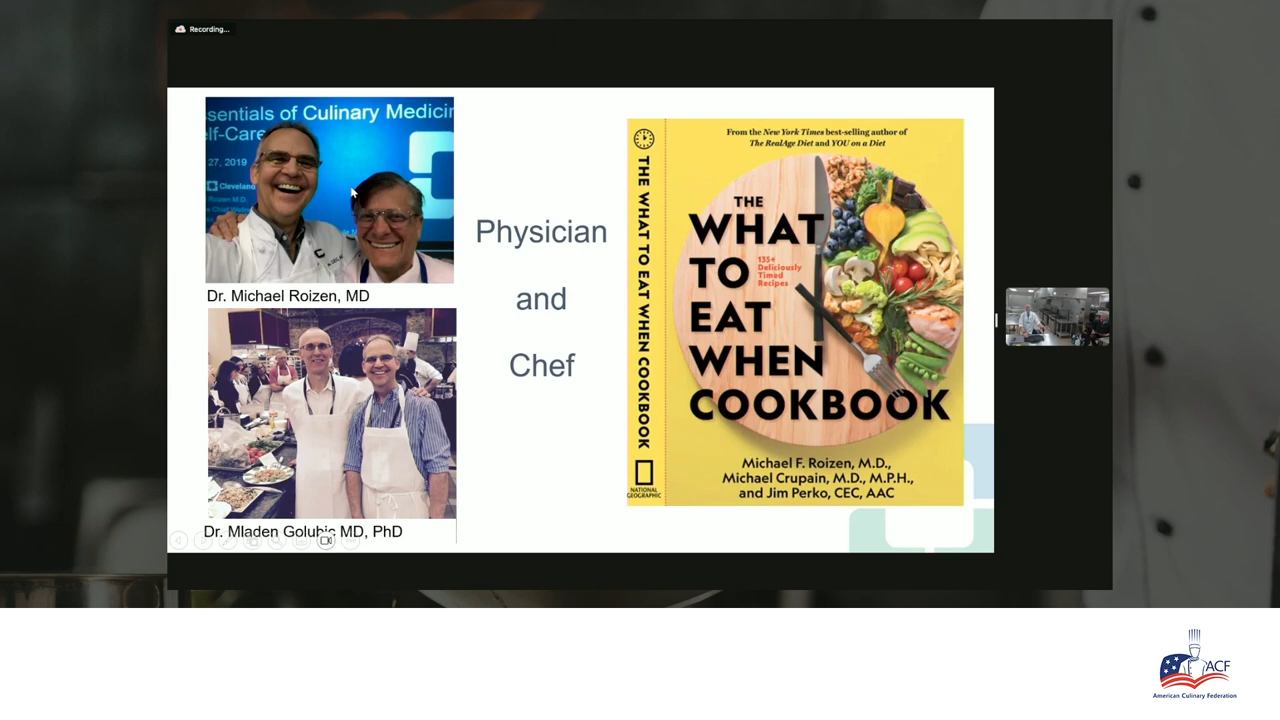 Recording...
sentials of Culinary Medicin
elf-Care
27, 2019
Cleveland
Roizen M.D.
Dr. Michael Roizen, MD
Dr. Mladen Golubic MD, PhD
Physician
and
Chef
THE WHAT TO EAT WHEN COOKBOOK
NATIONAL
GEOGRAPHIC
From the New York Times best-selling author of
The RealAge Diet and YOU on a Diet
THE
WHAT
TO
EAT
WHEN
COOKBOOK
135+
Deliciously
Timed
Recipes
Michael F. Roizen, M.D.,
Michael Crupain, M.D., M.P.H.,
and Jim Perko, CEC, AAC
ACF
American Culinary Federation